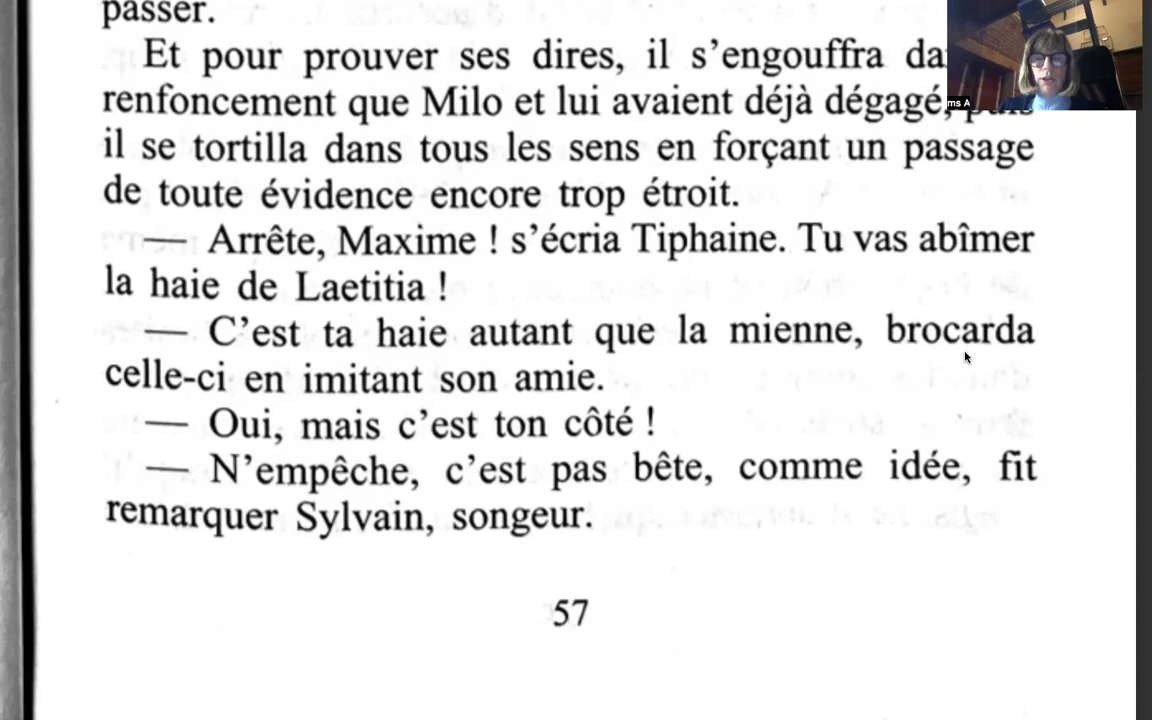 passer.
Et pour prouver ses dires, il s'engouffra
renfoncement que Milo et lui avaient déjà dégagé, puis
il se tortilla dans tous les sens en forçant un passage
de toute évidence encore trop étroit.
— Arrête, Maxime ! s'écria Tiphaine. Tu vas abîmer
la haie de Laetitia !
— C'est ta haie autant que la mienne, brocarda
celle-ci en imitant son amie.
— Oui, mais c'est ton côté !
— N'empêche, c'est pas bête, comme idée, fit
remarquer Sylvain, songeur.
57
ms A